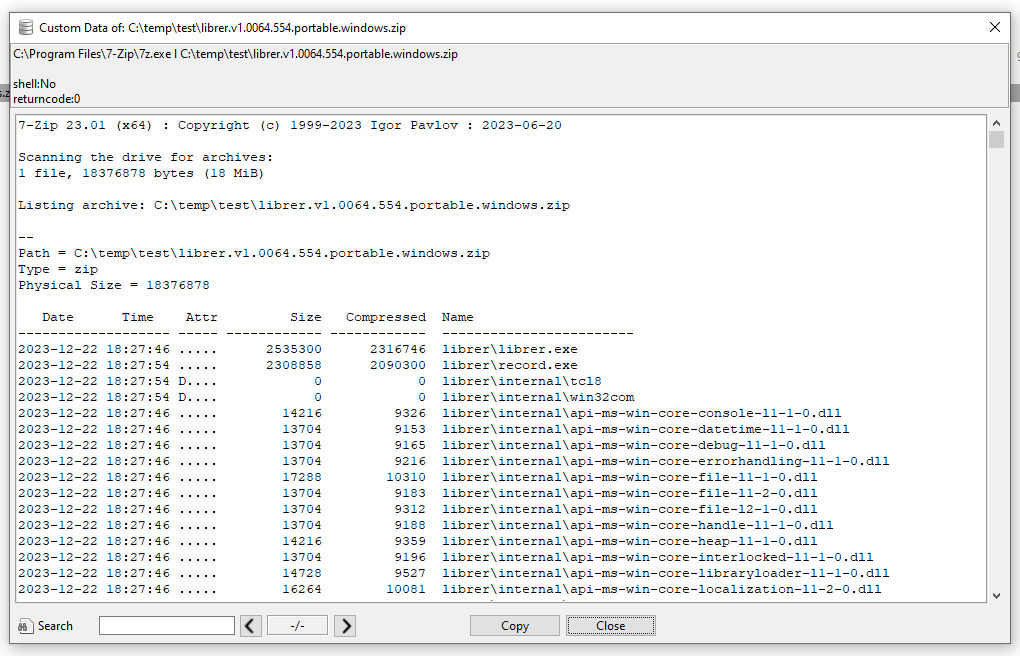 Custom Data of: C:\temp\test\librer.v1.0064.554.portable.windows.zip
C:\Program Files\7-Zip\7z.exe l C:\temp\test\librer.v1.0064.554.portable.windows.zip
shell:No
returncode:0
7-Zip 23.01 (x64) : Copyright (c) 1999-2023 Igor Pavlov : 2023-06-20
Scanning the drive for archives:
1 file, 18376878 bytes (18 MiB)
Listing archive: C:\temp\test\librer.v1.0064.554.portable.windows.zip
--
Path = C:\temp\test\librer.v1.0064.554.portable.windows.zip
Type = zip
Physical Size = 18376878
   Date      Time    Attr         Size   Compressed  Name
------------------- ----- ------------ ------------  ------------------------
2023-12-22 18:27:46 .....      2535300      2316746  librer\librer.exe
2023-12-22 18:27:54 .....      2308858      2090300  librer\record.exe
2023-12-22 18:27:54 D....            0            0  librer\internal\tcl8
2023-12-22 18:27:54 D....            0            0  librer\internal\win32com
2023-12-22 18:27:46 .....        14216         9326  librer\internal\api-ms-win-core-console-l1-1-0.dll
2023-12-22 18:27:46 .....        13704         9153  librer\internal\api-ms-win-core-datetime-l1-1-0.dll
2023-12-22 18:27:46 .....        13704         9165  librer\internal\api-ms-win-core-debug-l1-1-0.dll
2023-12-22 18:27:46 .....        13704         9216  librer\internal\api-ms-win-core-errorhandling-l1-1-0.dll
2023-12-22 18:27:46 .....        17288        10310  librer\internal\api-ms-win-core-file-l1-1-0.dll
2023-12-22 18:27:46 .....        13704         9183  librer\internal\api-ms-win-core-file-l1-2-0.dll
2023-12-22 18:27:46 .....        13704         9312  librer\internal\api-ms-win-core-file-l2-1-0.dll
2023-12-22 18:27:46 .....        13704         9188  librer\internal\api-ms-win-core-handle-l1-1-0.dll
2023-12-22 18:27:46 .....        14216         9359  librer\internal\api-ms-win-core-heap-l1-1-0.dll
2023-12-22 18:27:46 .....        13704         9196  librer\internal\api-ms-win-core-interlocked-l1-1-0.dll
2023-12-22 18:27:46 .....        14728         9527  librer\internal\api-ms-win-core-libraryloader-l1-1-0.dll
2023-12-22 18:27:46 .....        16264        10081  librer\internal\api-ms-win-core-localization-l1-2-0.dll
Search -/- Copy Close